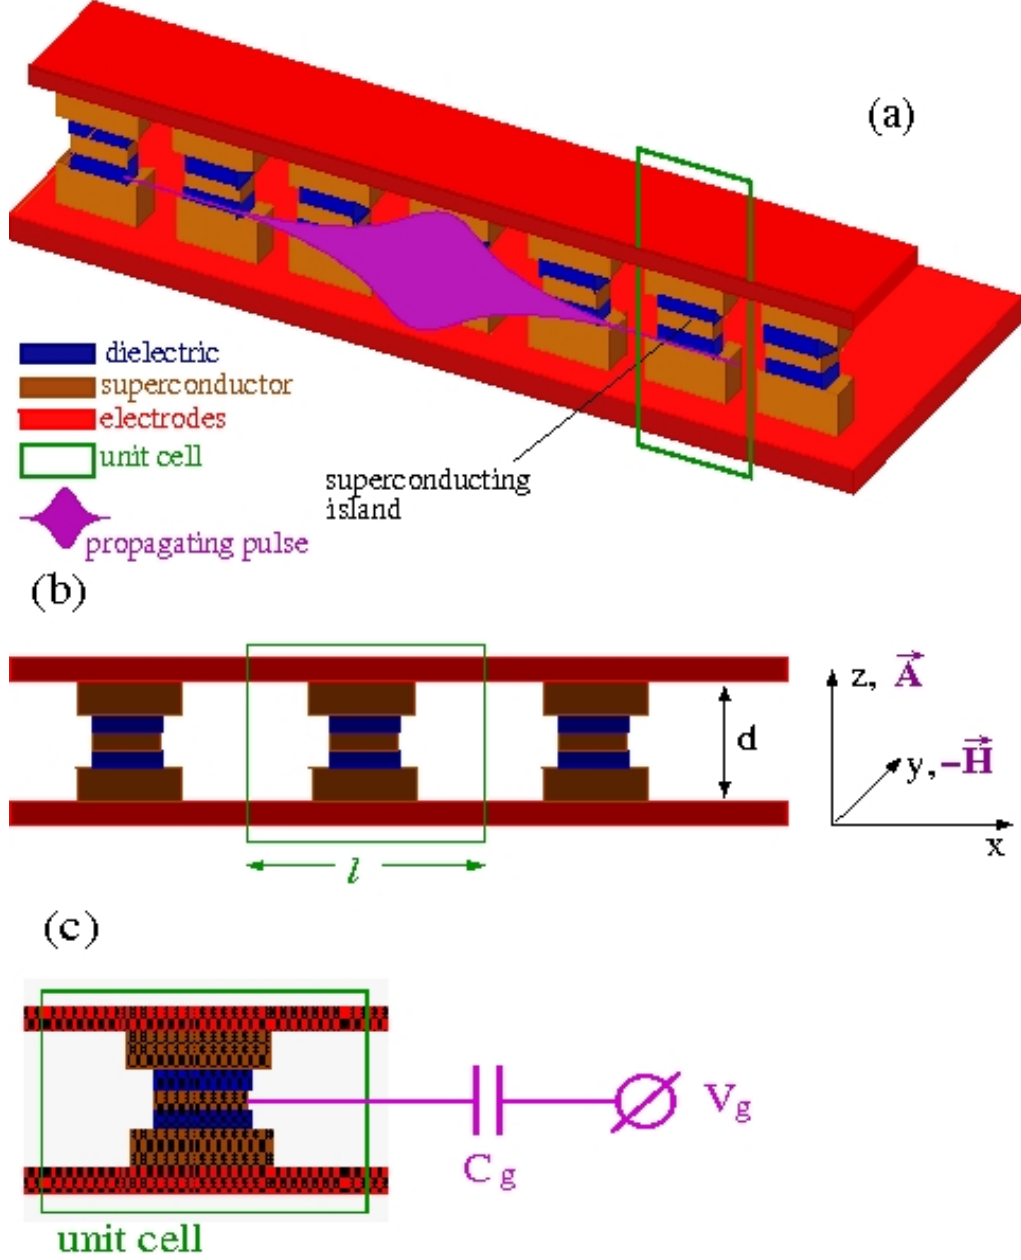 (a)
dielectric
superconductor
electrodes
unit cell
superconducting
island
propagating pulse
(b)
z, A
d
y, -H
x
l
(c)
V g
C g
unit cell